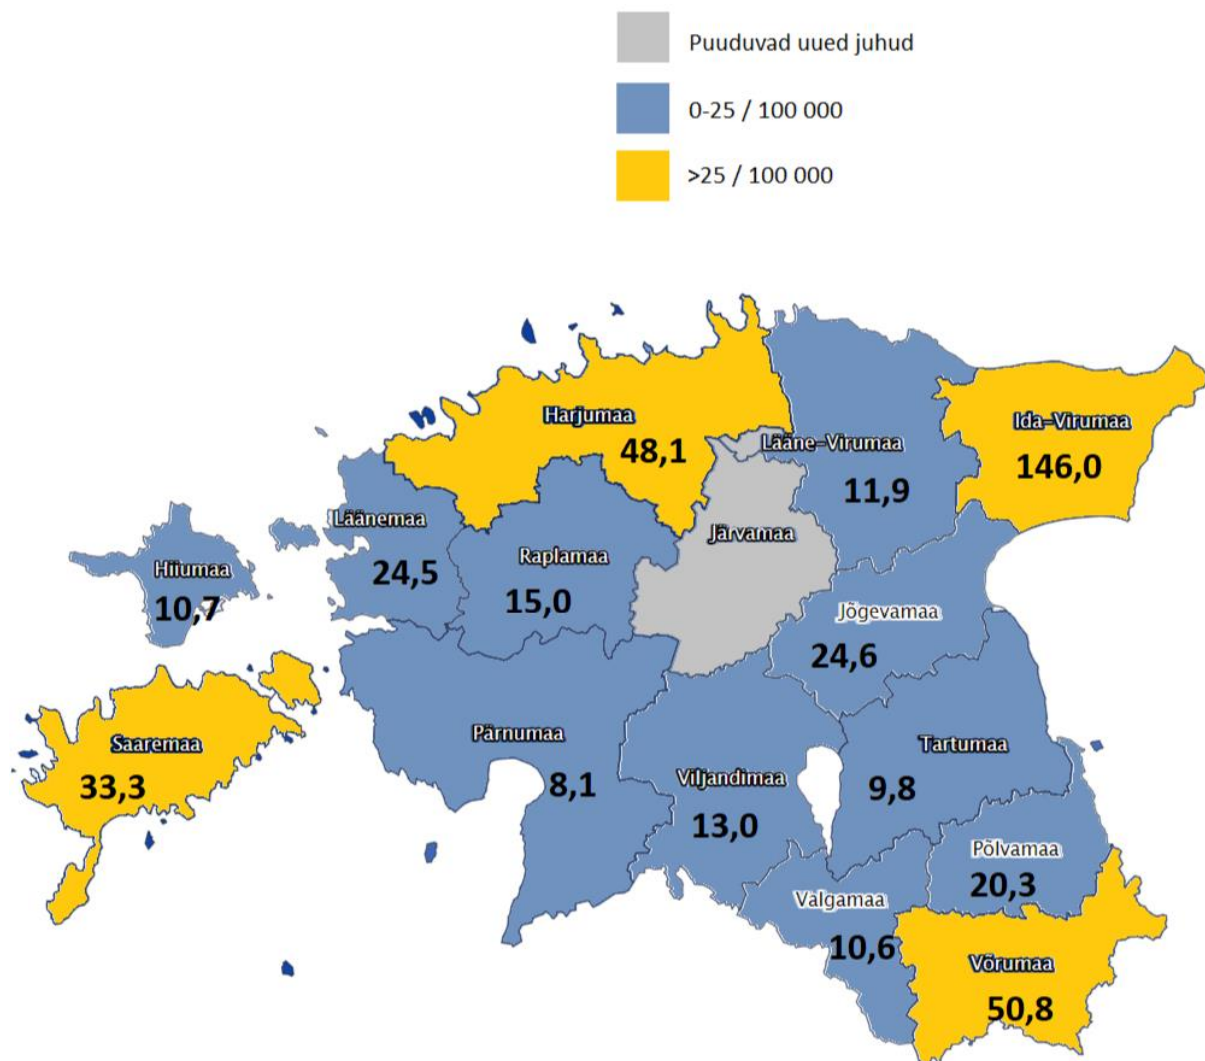 Puuduvad uued juhud
0-25 / 100 000
>25 / 100 000
Harjumaa
48,1
Lääne-Virumaa
11,9
Ida-Virumaa
146,0
Läänemaa
24,5
Raplamaa
15,0
Järvamaa
Hiiumaa
10,7
Jõgevamaa
24,6
Saaremaa
33,3
Pärnumaa
8,1
Viljandimaa
13,0
Tartumaa
9,8
Põlvamaa
20,3
Valgamaa
10,6
Võrumaa
50,8